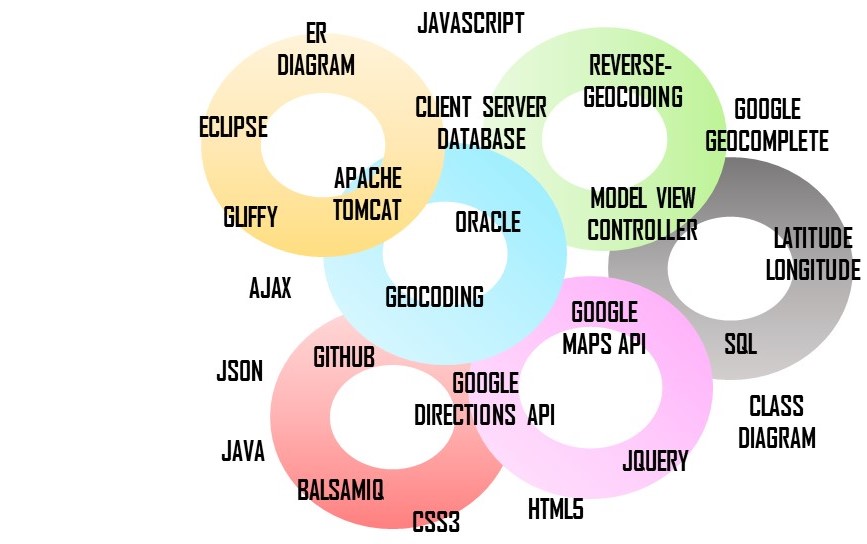 JAVASCRIPT
ER
DIAGRAM
REVERSE-
GEOCODING
CLIENT SERVER
DATABASE
GOOGLE
GEOCOMPLETE
ECLIPSE
APACHE
TOMCAT
GLIFFY
ORACLE
MODEL VIEW
CONTROLLER
LATITUDE
LONGITUDE
AJAX
GEOCODING
GOOGLE
MAPS API
SQL
GITHUB
JSON
GOOGLE
DIRECTIONS API
CLASS
DIAGRAM
JAVA
JQUERY
BALSAMIQ
HTML5
CSS3